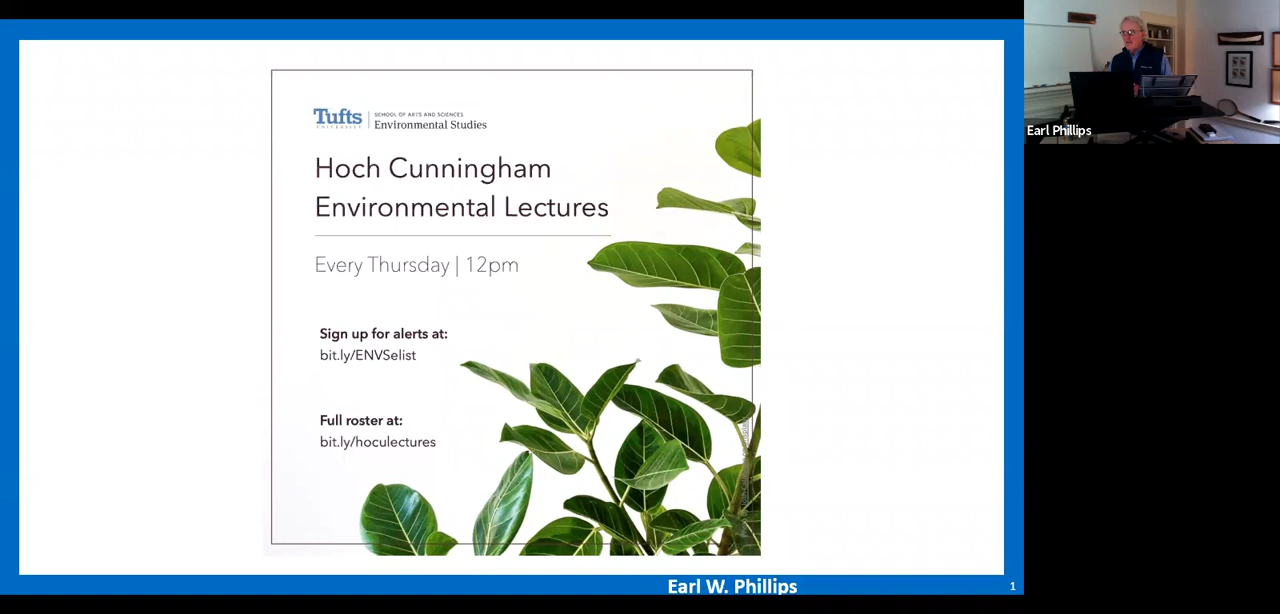 Tufts
UNIVERSITY
SCHOOL OF ARTS AND SCIENCES
Environmental Studies
Hoch Cunningham
Environmental Lectures
Every Thursday | 12pm
Sign up for alerts at:
bit.ly/ENVSelist
Full roster at:
bit.ly/hoculectures
Earl W. Phillips
1
Earl Phillips